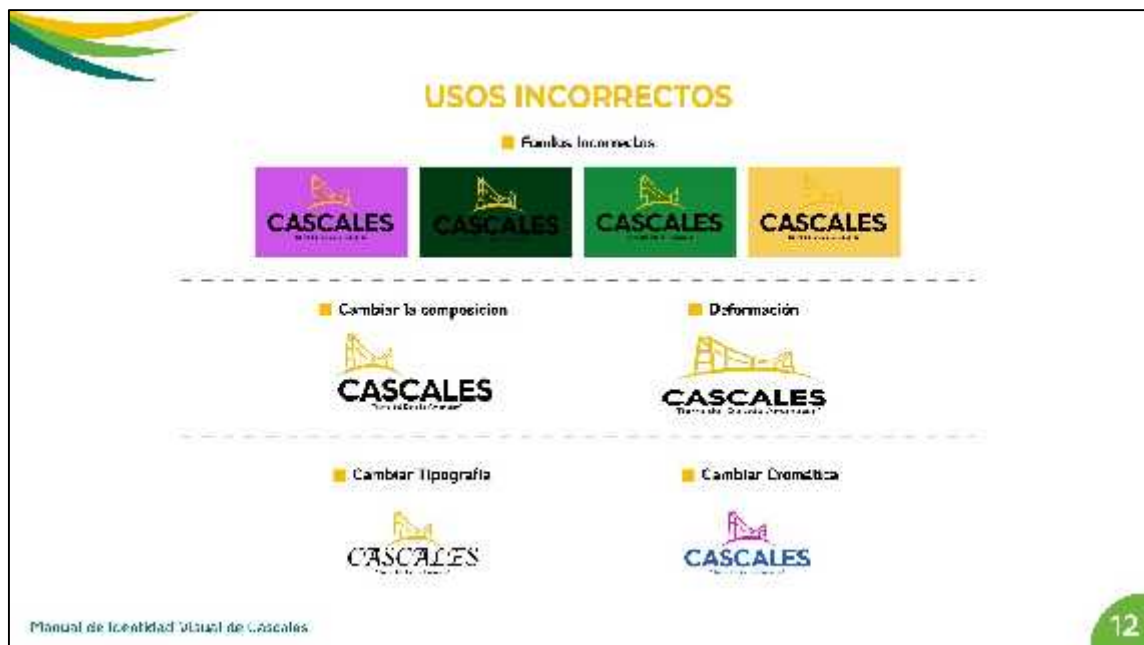 USOS INCORRECTOS
Fondos Incorrectos
CASCALES CASCALES CASCALES CASCALES
Cambiar la composicion Deformación
CASCALES CASCALES
Cambiar Tipografía Cambiar Cromática
CASCALES CASCALES
Manual de Identidad Visual de Cascales 12